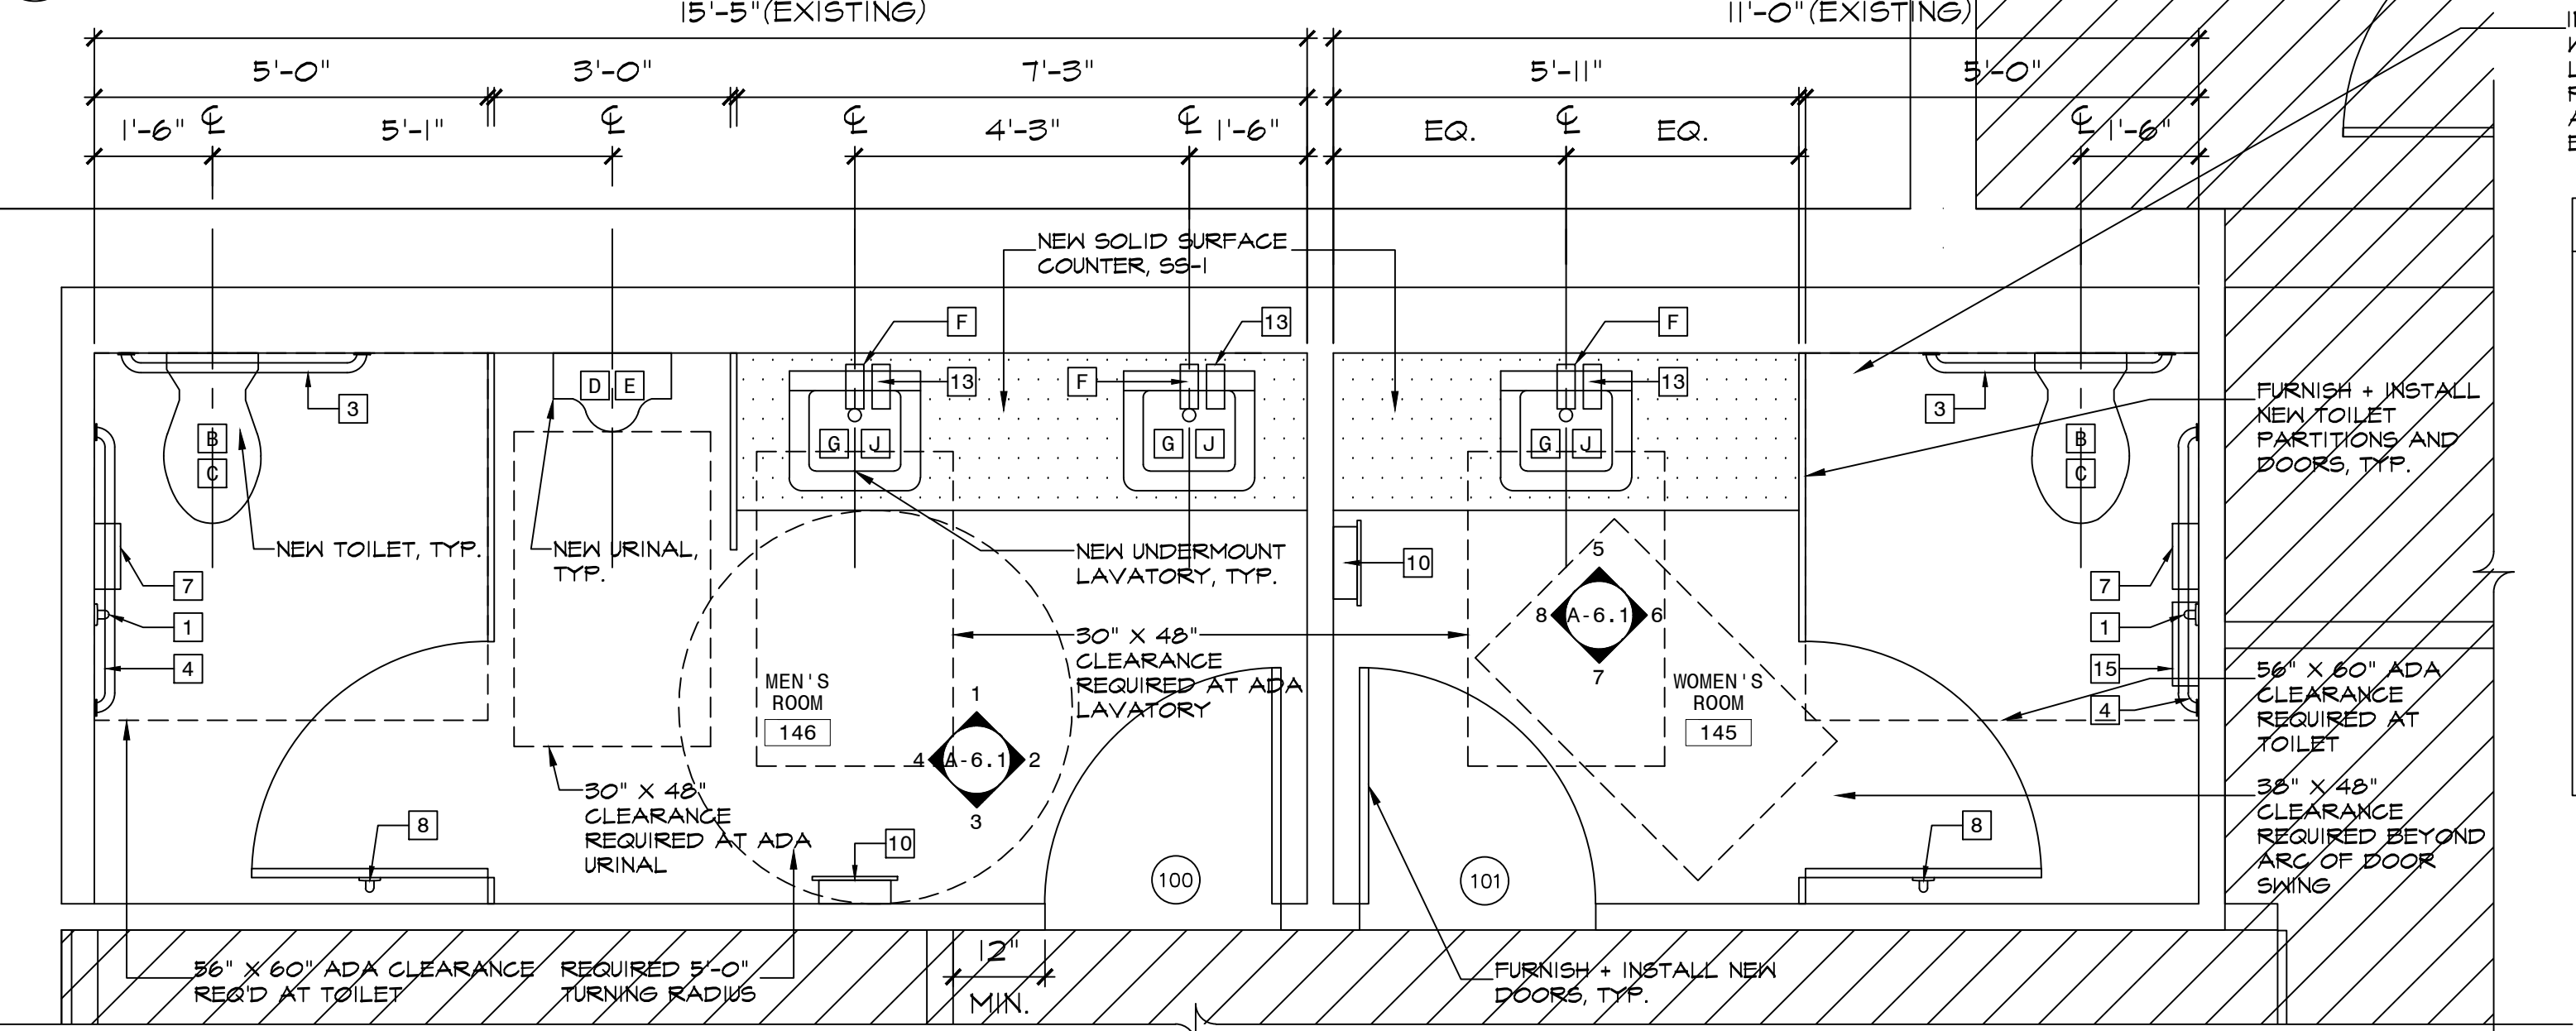 15'-5"(EXISTING)
11'-0"(EXISTING)
5'-0"
3'-0"
7'-3"
5'-11"
5'-0"
1'-6"
℄
5'-1"
℄
℄
4'-3"
℄
1'-6"
EQ.
℄
EQ.
℄
1'-6"
NEW SOLID SURFACE
COUNTER, SS-1
F
13
F
3
D
E
13
F
13
3
B
C
G
J
G
J
G
J
B
C
FURNISH + INSTALL
NEW TOILET
PARTITIONS AND
DOORS, TYP.
NEW TOILET, TYP.
NEW URINAL,
TYP.
NEW UNDERMOUNT
LAVATORY, TYP.
10
7
1
4
7
1
15
4
5
8
A-6.1
6
7
30" X 48"
CLEARANCE
REQUIRED AT ADA
LAVATORY
MEN'S
ROOM
146
1
4
A-6.1
2
3
WOMEN'S
ROOM
145
56" X 60" ADA
CLEARANCE
REQUIRED AT
TOILET
30" X 48"
CLEARANCE
REQUIRED AT ADA
URINAL
38" X 48"
CLEARANCE
REQUIRED BEYOND
ARC OF DOOR
SWING
8
10
8
100
101
56" X 60" ADA CLEARANCE
REQ'D AT TOILET
REQUIRED 5'-0"
TURNING RADIUS
12"
MIN.
FURNISH + INSTALL NEW
DOORS, TYP.